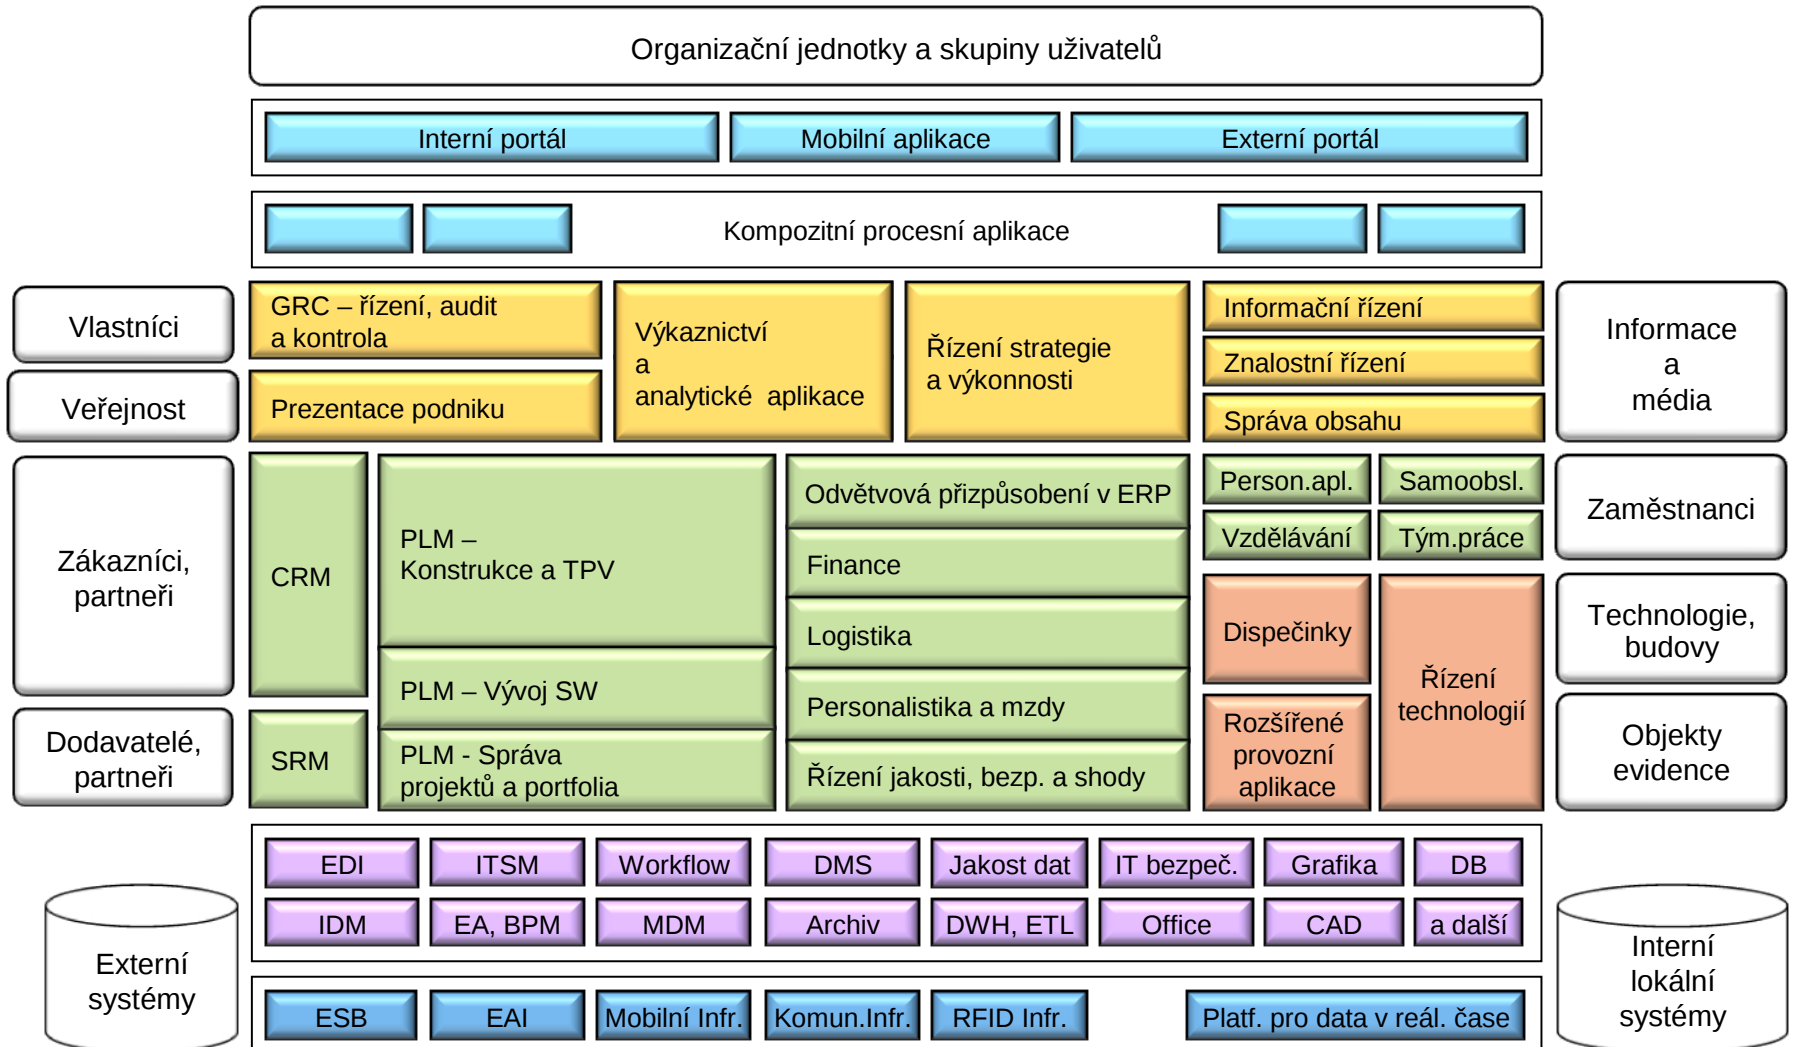 Organizační jednotky a skupiny uživatelů
Interní portál
Mobilní aplikace
Externí portál
Kompozitní procesní aplikace
Vlastníci
Veřejnost
Zákazníci,
partneři
Dodavatelé,
partneři
GRC – řízení, audit
a kontrola
Prezentace podniku
Výkaznictví
a
analytické aplikace
Řízení strategie
a výkonnosti
Informační řízení
Znalostní řízení
Správa obsahu
Informace
a
média
CRM
SRM
PLM –
Konstrukce a TPV
PLM – Vývoj SW
PLM - Správa
projektů a portfolia
Odvětvová přizpůsobení v ERP
Finance
Logistika
Personalistika a mzdy
Řízení jakosti, bezp. a shody
Person.apl.
Samoobsl.
Vzdělávání
Tým.práce
Dispečinky
Rozšířené
provozní
aplikace
Řízení
technologií
Zaměstnanci
Technologie,
budovy
Objekty
evidence
EDI
ITSM
Workflow
DMS
Jakost dat
IT bezpeč.
Grafika
DB
IDM
EA, BPM
MDM
Archiv
DWH, ETL
Office
CAD
a další
Externí
systémy
ESB
EAI
Mobilní Infr.
Komun.Infr.
RFID Infr.
Platf. pro data v reál. čase
Interní
lokální
systémy